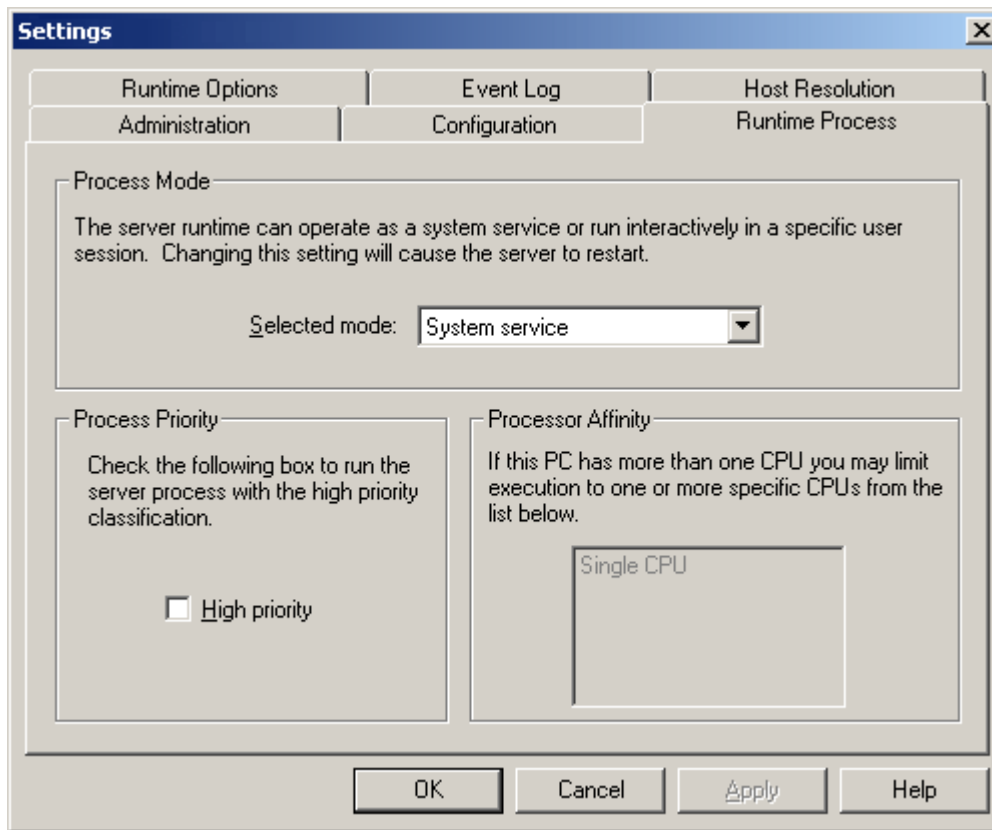 Settings
Runtime Options
Event Log
Host Resolution
Administration
Configuration
Runtime Process
Process Mode
The server runtime can operate as a system service or run interactively in a specific user
session.  Changing this setting will cause the server to restart.
Selected mode:
System service
Process Priority
Check the following box to run the
server process with the high priority
classification.
High priority
Processor Affinity
If this PC has more than one CPU you may limit
execution to one or more specific CPUs from the
list below.
Single CPU
OK
Cancel
Apply
Help